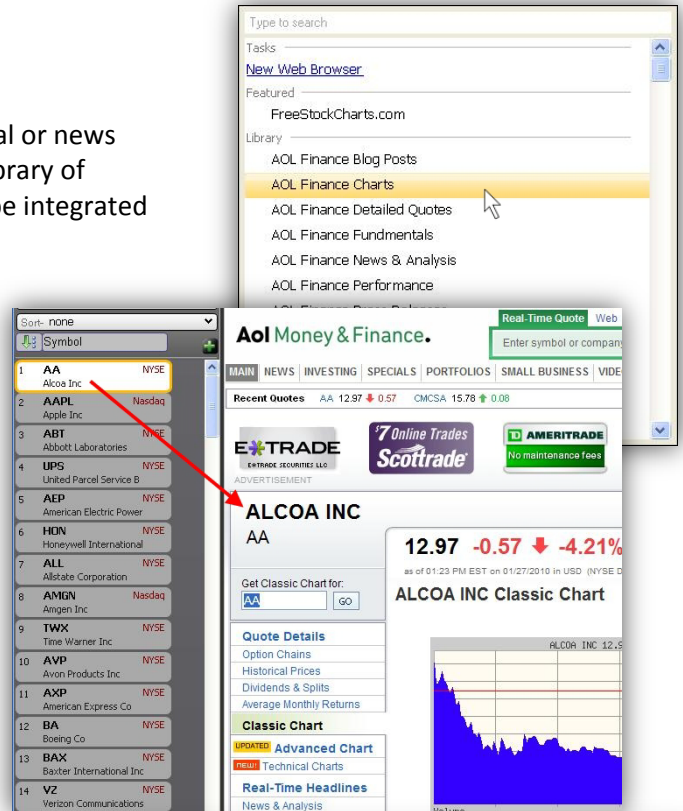 Type to search
Tasks
New Web Browser
Featured
FreeStockCharts.com
Library
AOL Finance Blog Posts
AOL Finance Charts
AOL Finance Detailed Quotes
AOL Finance Fundmentals
AOL Finance News & Analysis
AOL Finance Performance
al or news
brary of
be integrated
Sort- none
Symbol
1 AA NYSE
Alcoa Inc
2 AAPL Nasdaq
Apple Inc
3 ABT NYSE
Abbott Laboratories
4 UPS NYSE
United Parcel Service B
5 AEP NYSE
American Electric Power
6 HON NYSE
Honeywell International
7 ALL NYSE
Allstate Corporation
8 AMGN Nasdaq
Amgen Inc
9 TWX NYSE
Time Warner Inc
10 AVP NYSE
Avon Products Inc
11 AXP NYSE
American Express Co
12 BA NYSE
Boeing Co
13 BAX NYSE
Baxter International Inc
14 VZ NYSE
Verizon Communications
Real-Time Quote Web
Aol Money & Finance.
Enter symbol or company
MAIN NEWS INVESTING SPECIALS PORTFOLIOS SMALL BUSINESS VIDE
Recent Quotes AA 12.97 0.57 CMCSA 15.78 0.08
E*TRADE
E*TRADE SECURITIES LLC
$7 Online Trades
Scottrade
TD AMERITRADE
No maintenance fees
ADVERTISEMENT
ALCOA INC
AA
12.97 -0.57 -4.21%
as of 01:23 PM EST on 01/27/2010 in USD (NYSE D
Get Classic Chart for:
AA GO
ALCOA INC Classic Chart
ALCOA INC 12.9
Quote Details
Option Chains
Historical Prices
Dividends & Splits
Average Monthly Returns
Classic Chart
UPDATED Advanced Chart
NEW! Technical Charts
Real-Time Headlines
News & Analysis
Volume